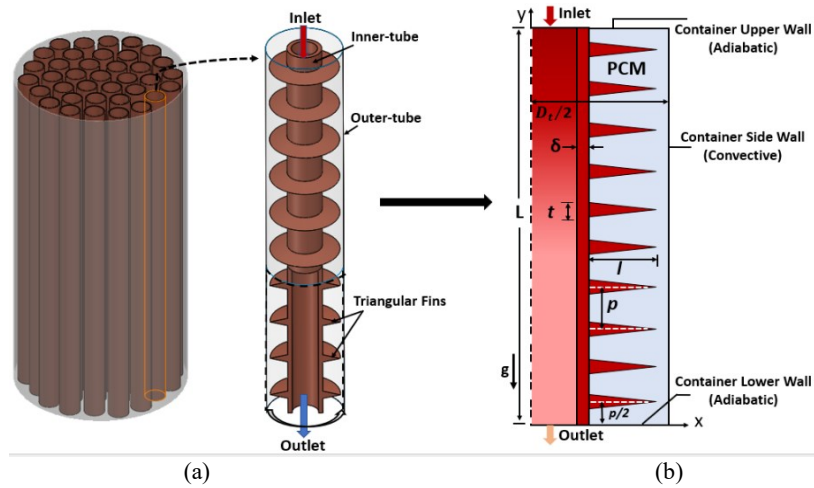 Inlet
Inner-tube
Outer-tube
Triangular Fins
Outlet
(a)
y
Inlet
Container Upper Wall
(Adiabatic)
PCM
Dt/2
Container Side Wall
(Convective)
δ
L
t
l
p
g
Container Lower Wall
(Adiabatic)
p/2
x
Outlet
(b)